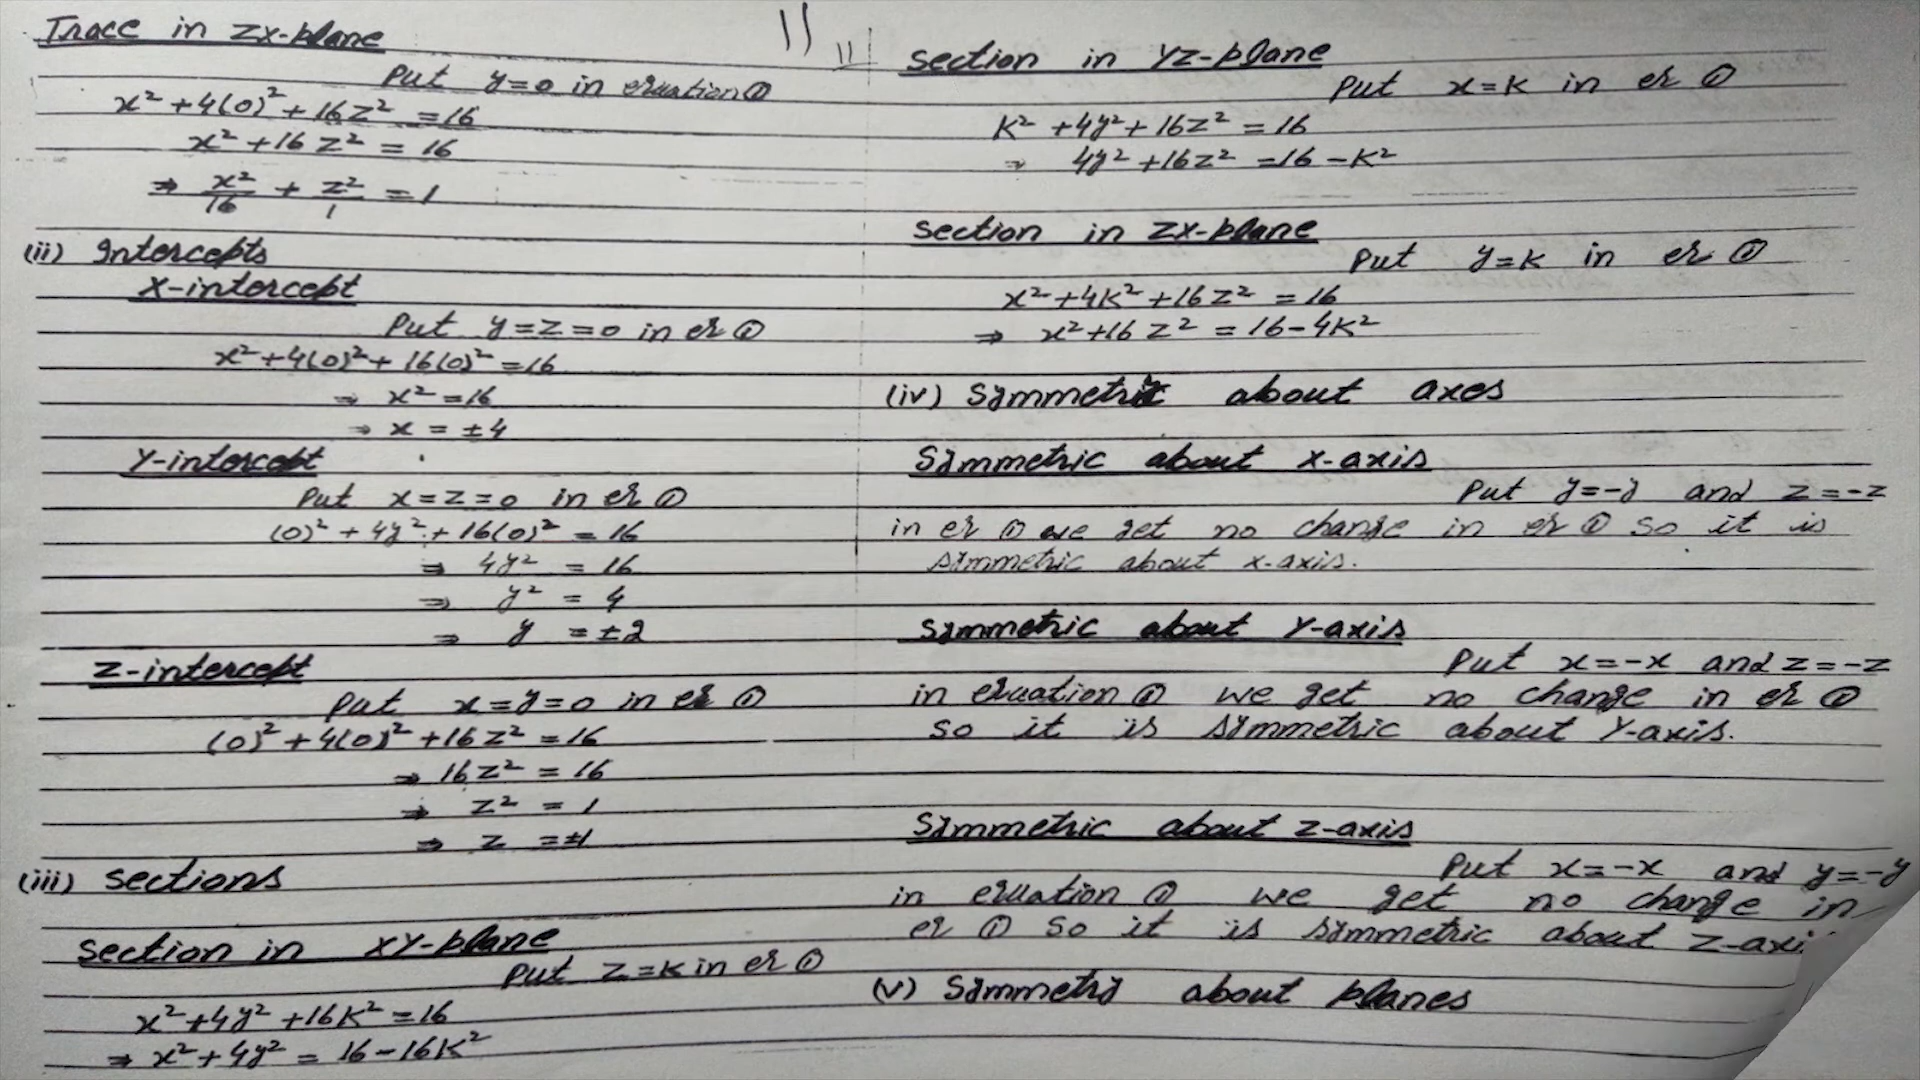 Trace in ZX-plane
Put y=0 in equation ①
x² + 4(0)² + 16z² = 16
x² + 16z² = 16
⇒ x²/16 + z²/1 = 1
(ii) Intercepts
X-intercept
Put y=z=0 in eq ①
x² + 4(0)² + 16(0)² = 16
⇒ x² = 16
⇒ x = ±4
Y-intercept
Put x=z=0 in eq ①
(0)² + 4y² + 16(0)² = 16
⇒ 4y² = 16
⇒ y² = 4
⇒ y = ±2
Z-intercept
Put x=y=0 in eq ①
(0)² + 4(0)² + 16z² = 16
⇒ 16z² = 16
⇒ z² = 1
⇒ z = ±1
(iii) Sections
Section in XY-plane
Put z=k in eq ①
x² + 4y² + 16k² = 16
⇒ x² + 4y² = 16 - 16k²
11
Section in YZ-plane
Put x=k in eq ①
k² + 4y² + 16z² = 16
⇒ 4y² + 16z² = 16 - k²
Section in ZX-plane
Put y=k in eq ①
x² + 4k² + 16z² = 16
⇒ x² + 16z² = 16 - 4k²
(iv) Symmetric about axes
Symmetric about x-axis
Put y=-y and z=-z
in eq ① we get no change in eq ① so it is
symmetric about x-axis.
Symmetric about Y-axis
Put x=-x and z=-z
in equation ① we get no change in eq ①
so it is symmetric about Y-axis.
Symmetric about z-axis
Put x=-x and y=-y
in equation ① we get no change in
eq ① so it is symmetric about z-axi
(v) Symmetry about planes